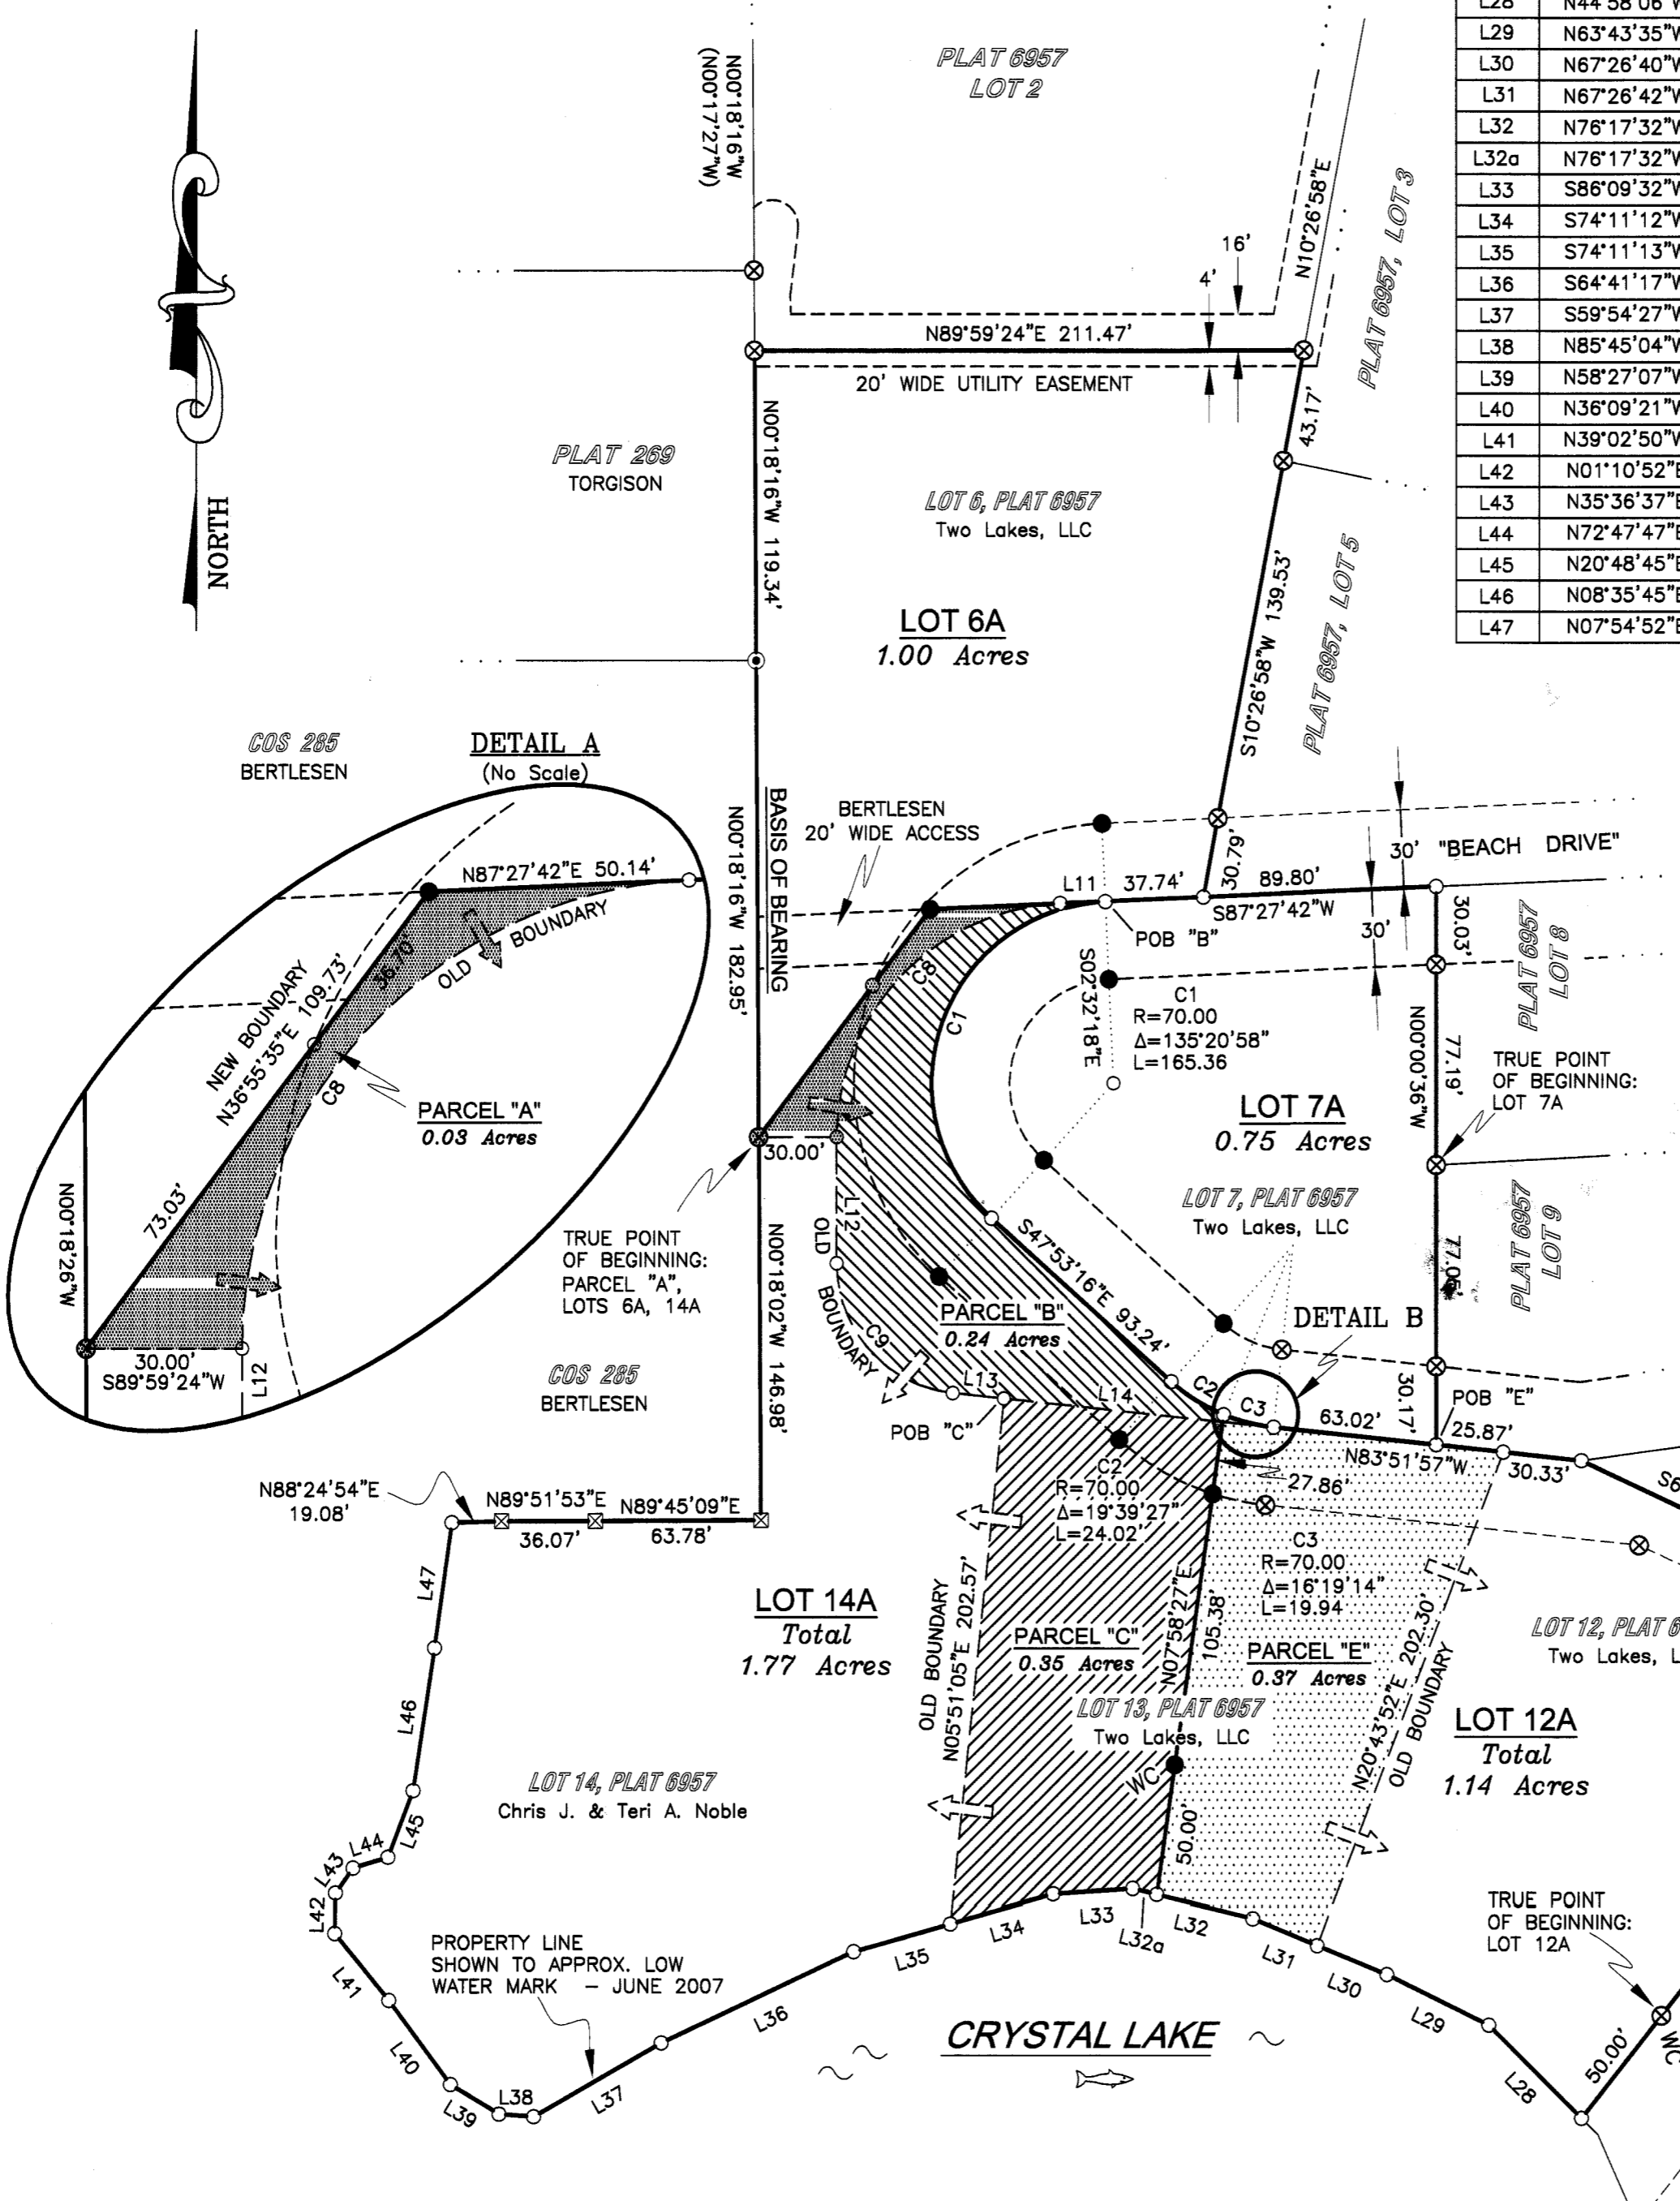 L28 N44°58'06"W
L29 N63°43'35"W
L30 N67°26'40"W
L31 N67°26'42"W
L32 N76°17'32"W
L32a N76°17'32"W
L33 S86°09'32"W
L34 S74°11'12"W
L35 S74°11'13"W
L36 S64°41'17"W
L37 S59°54'27"W
L38 N85°45'04"W
L39 N58°27'07"W
L40 N36°09'21"W
L41 N39°02'50"W
L42 N01°10'52"E
L43 N35°36'37"E
L44 N72°47'47"E
L45 N20°48'45"E
L46 N08°35'45"E
L47 N07°54'52"E
PLAT 6957
LOT 2
N00°18'16"W
(N00°17'27"W)
N10°26'58"E
PLAT 6957, LOT 3
16'
4'
N89°59'24"E 211.47'
20' WIDE UTILITY EASEMENT
43.17'
NORTH
PLAT 269
TORGISON
N00°18'16"W 119.34'
LOT 6, PLAT 6957
Two Lakes, LLC
LOT 6A
1.00 Acres
S10°26'58"W 139.53'
PLAT 6957, LOT 5
COS 285
BERTLESEN
DETAIL A
(No Scale)
N87°27'42"E 50.14'
OLD BOUNDARY
36.70'
NEW BOUNDARY
N36°55'35"E 109.73'
C8
PARCEL "A"
0.03 Acres
73.03'
N00°18'26"W
30.00'
S89°59'24"W
L12
BASIS OF BEARING
N00°18'16"W 182.95'
BERTLESEN
20' WIDE ACCESS
L11
37.74'
30.79'
89.80'
S87°27'42"W
30'
"BEACH DRIVE"
30'
30.03'
PLAT 6957
LOT 8
POB "B"
C8
C1
S02°32'18"E
C1
R=70.00
Δ=135°20'58"
L=165.36
N00°00'36"W
77.19'
TRUE POINT
OF BEGINNING:
LOT 7A
LOT 7A
0.75 Acres
30.00'
LOT 7, PLAT 6957
Two Lakes, LLC
PLAT 6957
LOT 9
77.05'
TRUE POINT
OF BEGINNING:
PARCEL "A",
LOTS 6A, 14A
L12
OLD
BOUNDARY
C9
N00°18'02"W 146.98'
S47°53'16"E 93.24'
PARCEL "B"
0.24 Acres
DETAIL B
COS 285
BERTLESEN
L13
L14
C2
C3
POB "C"
63.02'
30.17'
POB "E"
25.87'
N83°51'57"W
30.33'
S6
27.86'
C2
R=70.00
Δ=19°39'27"
L=24.02'
C3
R=70.00
Δ=16°19'14"
L=19.94
N88°24'54"E
19.08'
N89°51'53"E
36.07'
N89°45'09"E
63.78'
L47
LOT 14A
Total
1.77 Acres
OLD BOUNDARY
N05°51'05"E 202.57'
PARCEL "C"
0.35 Acres
N07°58'27"E
105.38'
PARCEL "E"
0.37 Acres
N20°43'52"E 202.30'
OLD BOUNDARY
LOT 12, PLAT 6
Two Lakes, L
LOT 13, PLAT 6957
Two Lakes, LLC
LOT 12A
Total
1.14 Acres
L46
WC
50.00'
LOT 14, PLAT 6957
Chris J. & Teri A. Noble
L45
L44
L43
L42
L41
L40
L39
L38
L37
L36
L35
L34
L33
L32a
L32
L31
L30
L29
L28
PROPERTY LINE
SHOWN TO APPROX. LOW
WATER MARK – JUNE 2007
CRYSTAL LAKE
TRUE POINT
OF BEGINNING:
LOT 12A
50.00'
WC